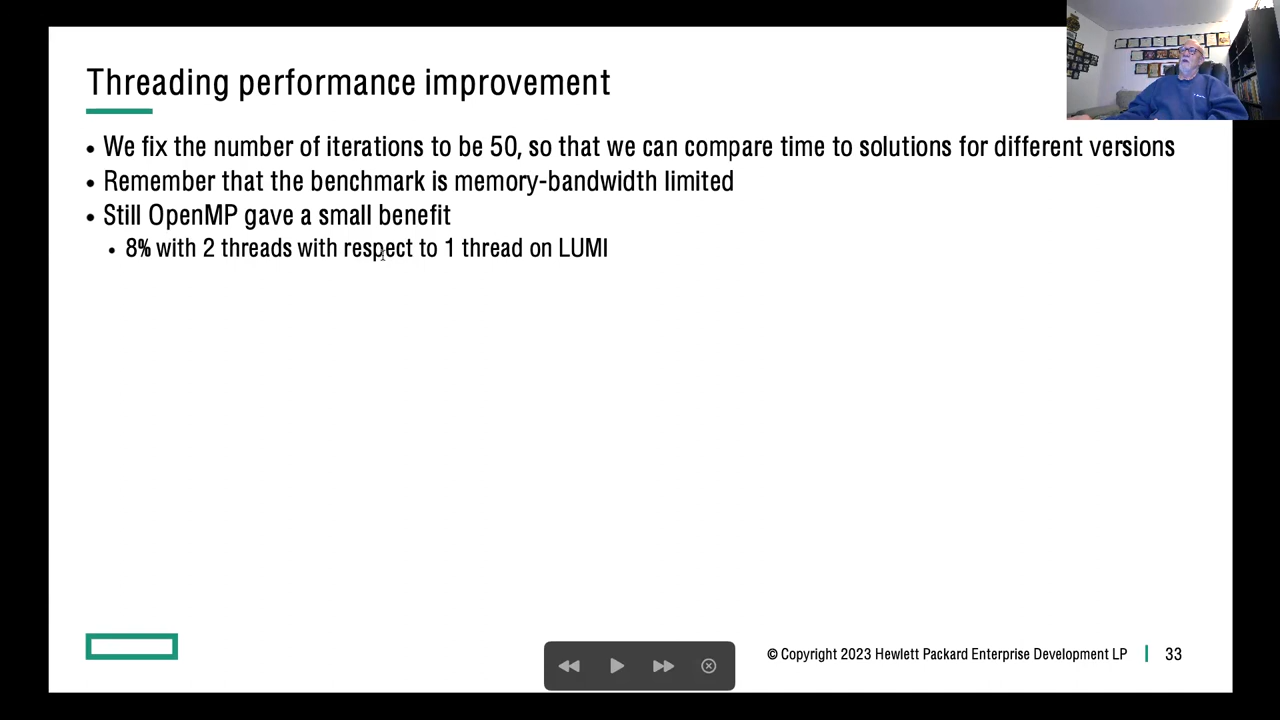 Threading performance improvement
• We fix the number of iterations to be 50, so that we can compare time to solutions for different versions
• Remember that the benchmark is memory-bandwidth limited
• Still OpenMP gave a small benefit
• 8% with 2 threads with respect to 1 thread on LUMI
© Copyright 2023 Hewlett Packard Enterprise Development LP | 33